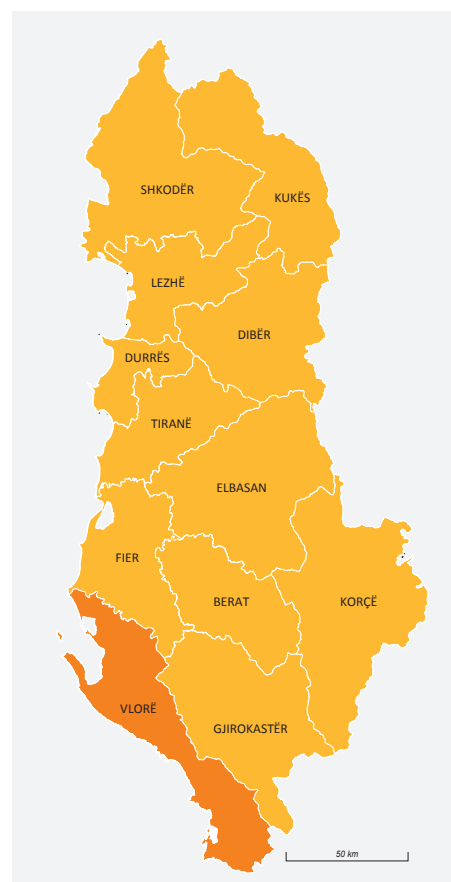 SHKODËR
KUKËS
LEZHË
DIBËR
DURRËS
TIRANË
ELBASAN
FIER
BERAT
KORÇË
VLORË
GJIROKASTËR
50 km